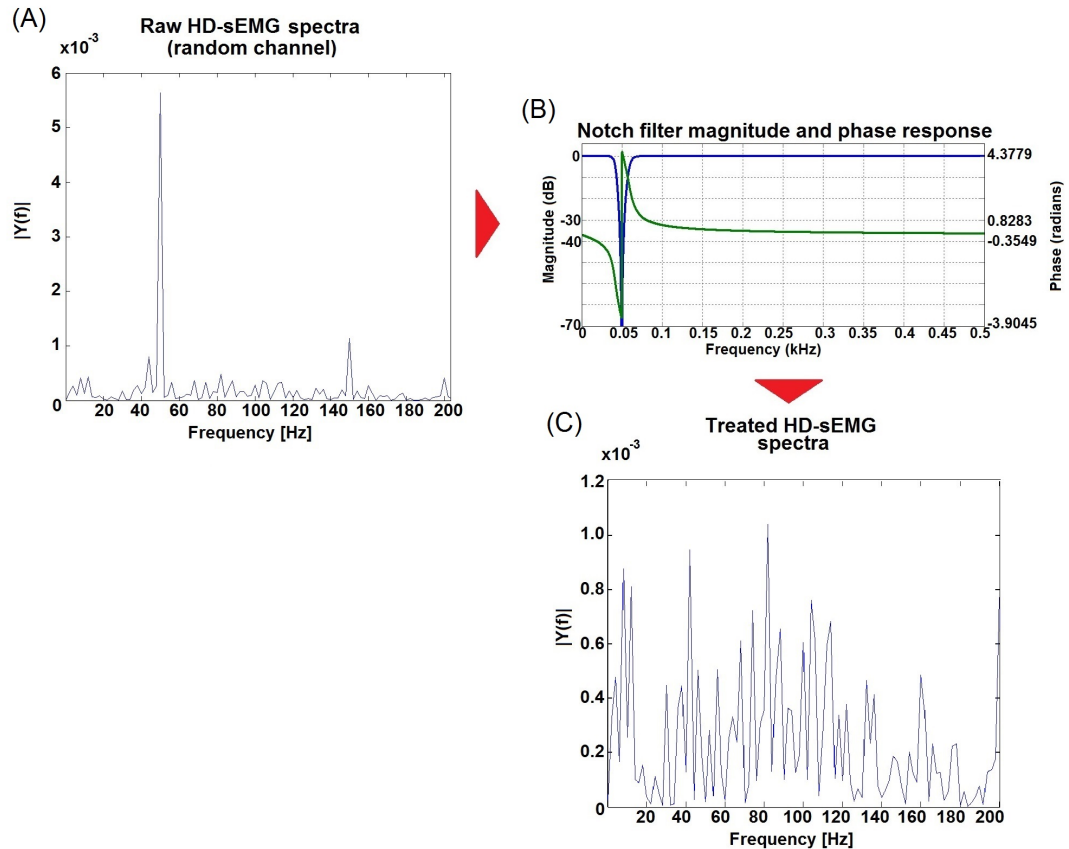 (A)
Raw HD-sEMG spectra
(random channel)
x10-3
6
5
4
3
2
1
0
|Y(f)|
0 20 40 60 80 100 120 140 160 180 200
Frequency [Hz]
(B)
Notch filter magnitude and phase response
0
-30
-40
-70
Magnitude (dB)
4.3779
0.8283
-0.3549
-3.9045
Phase (radians)
0 0.05 0.1 0.15 0.2 0.25 0.3 0.35 0.4 0.45 0.5
Frequency (kHz)
(C)
Treated HD-sEMG
spectra
x10-3
1.2
1.0
0.8
0.6
0.4
0.2
0
|Y(f)|
20 40 60 80 100 120 140 160 180 200
Frequency [Hz]